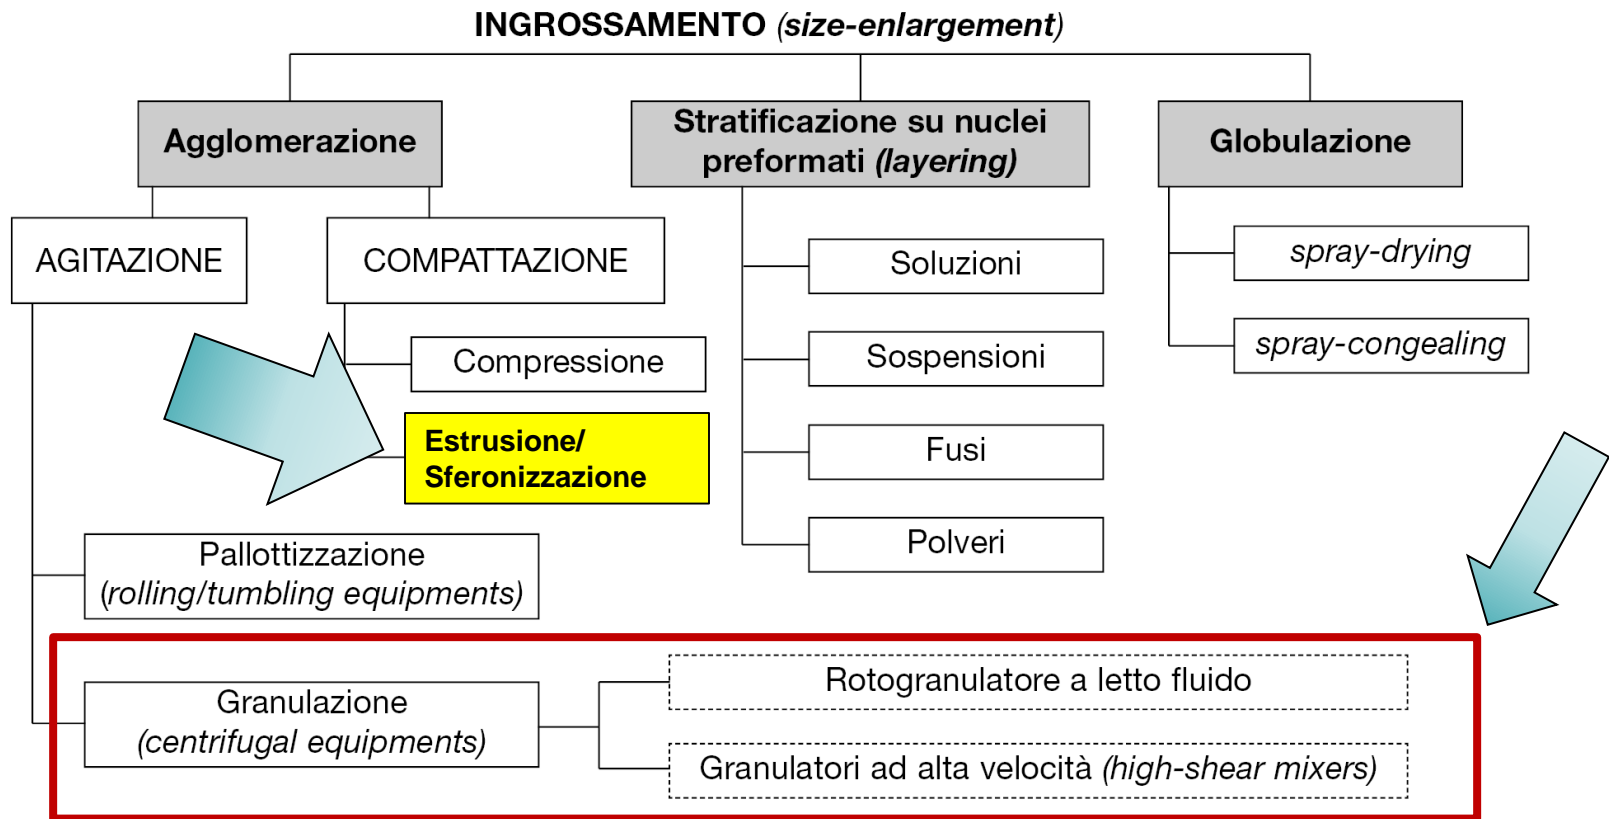 INGROSSAMENTO (size-enlargement)
Agglomerazione
Stratificazione su nuclei
preformati (layering)
Globulazione
AGITAZIONE
COMPATTAZIONE
Soluzioni
spray-drying
Compressione
Sospensioni
spray-congealing
Estrusione/
Sferonizzazione
Fusi
Polveri
Pallottizzazione
(rolling/tumbling equipments)
Granulazione
(centrifugal equipments)
Rotogranulatore a letto fluido
Granulatori ad alta velocità (high-shear mixers)